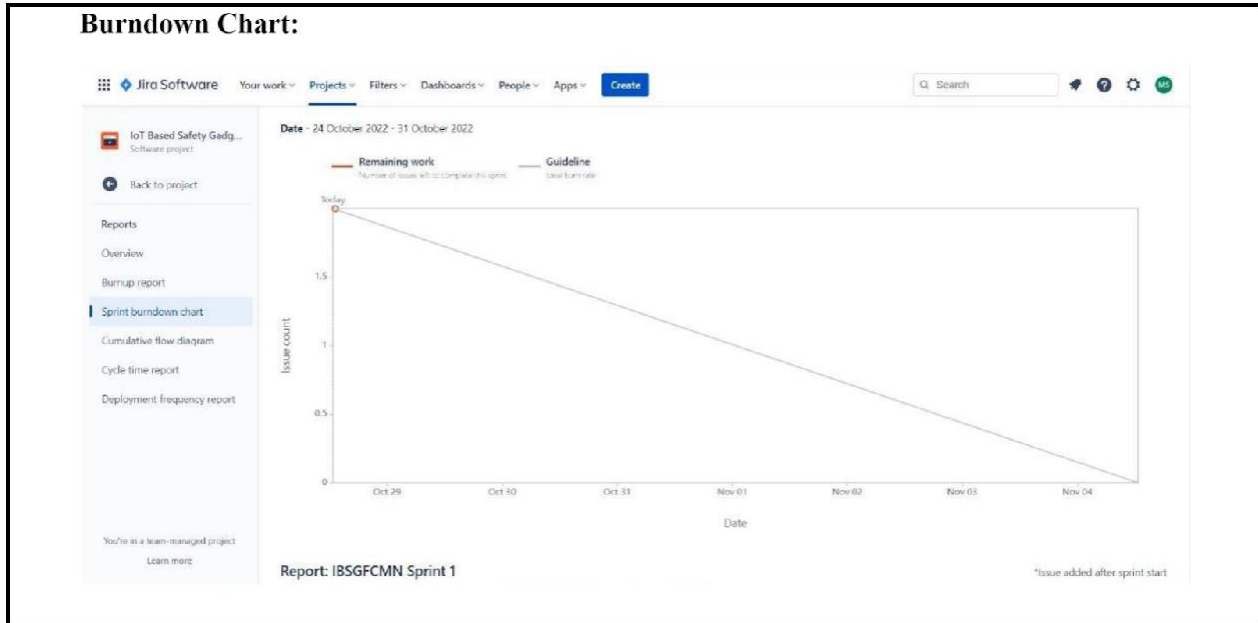 Burndown Chart:
Jira Software Your work Projects Filters Dashboards People Apps Create Search MS
IoT Based Safety Gadg...
Software project
Back to project
Reports
Overview
Burnup report
Sprint burndown chart
Cumulative flow diagram
Cycle time report
Deployment frequency report
You're in a team-managed project
Learn more
Date - 24 October 2022 - 31 October 2022
Remaining work Guideline
Number of issues left to complete this sprint Ideal burn rate
Today
1.5
1
0.5
0
Issue count
Oct 29 Oct 30 Oct 31 Nov 01 Nov 02 Nov 03 Nov 04
Date
Report: IBSGFCMN Sprint 1 *Issue added after sprint start